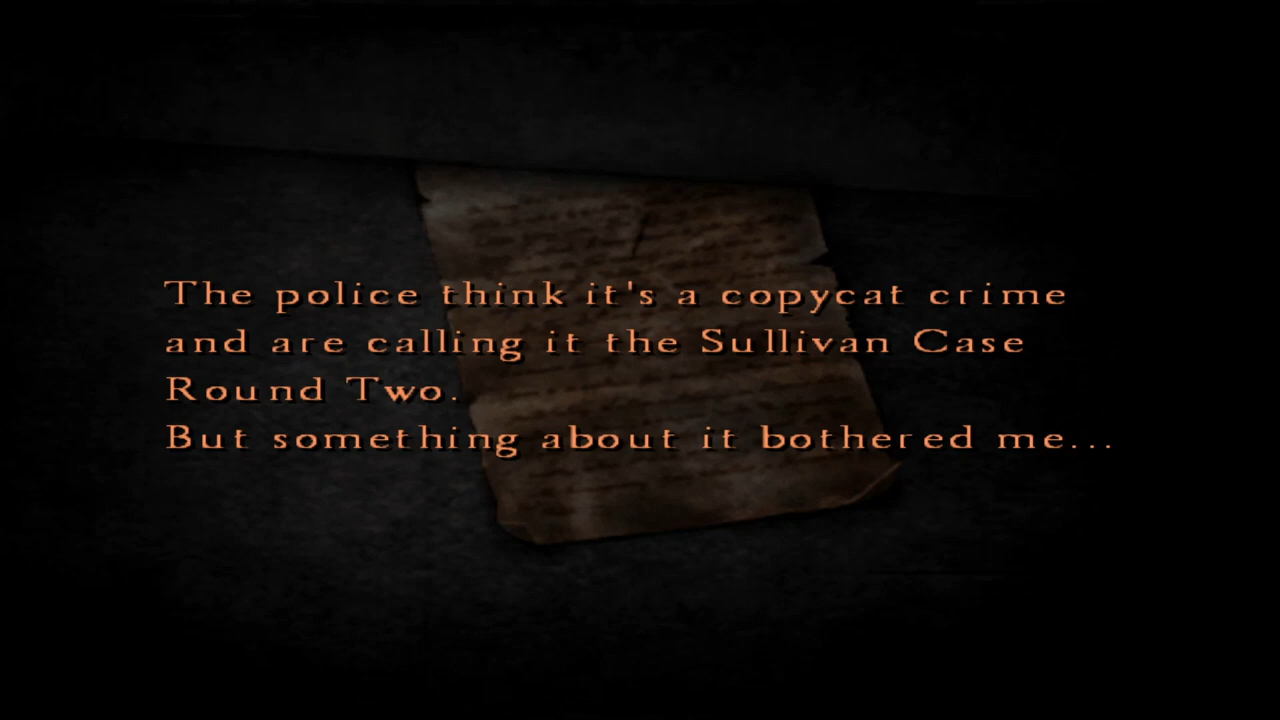 The police think it's a copycat crime
and are calling it the Sullivan Case
Round Two.
But something about it bothered me...